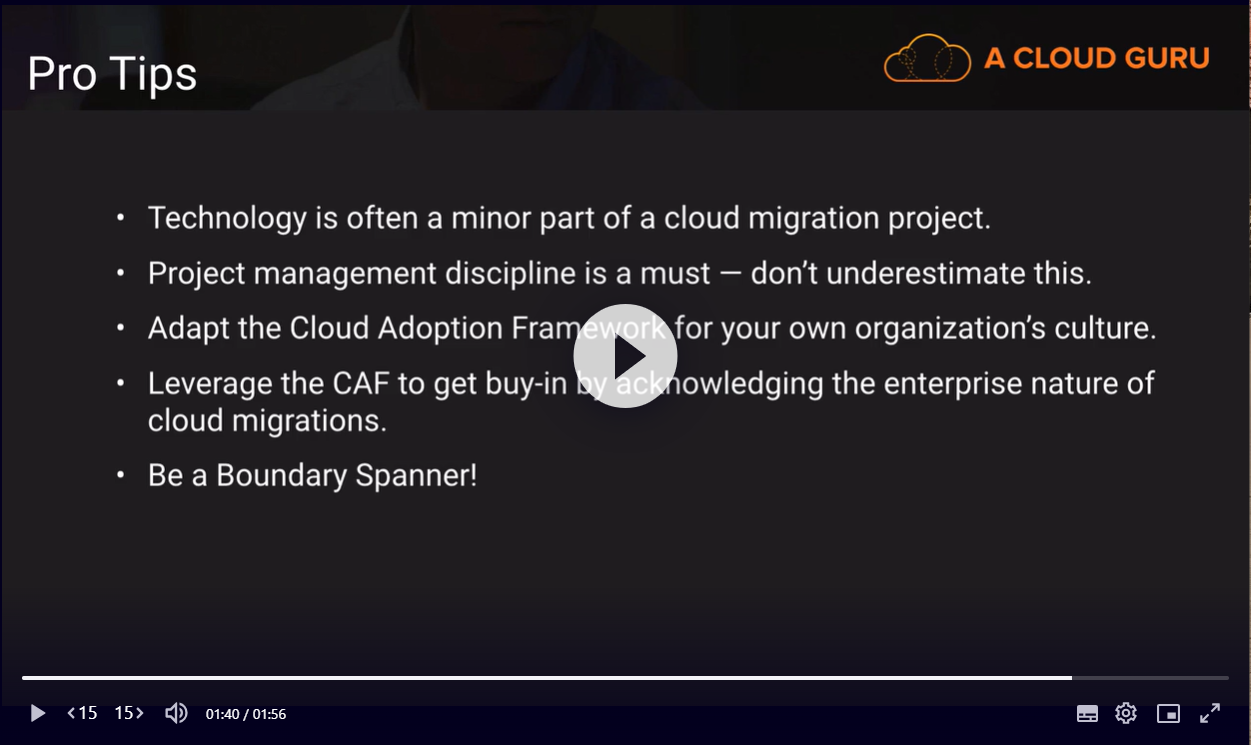 Pro Tips
A CLOUD GURU
• Technology is often a minor part of a cloud migration project.
• Project management discipline is a must — don’t underestimate this.
• Adapt the Cloud Adoption Framework for your own organization’s culture.
• Leverage the CAF to get buy-in by acknowledging the enterprise nature of
cloud migrations.
• Be a Boundary Spanner!
<15 15> 01:40 / 01:56